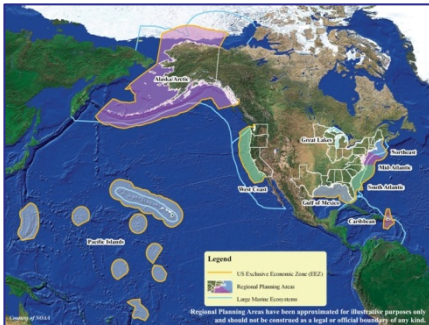 Alaska/Arctic
Great Lakes
Northeast
Mid-Atlantic
South Atlantic
West Coast
Gulf of Mexico
Caribbean
Pacific Islands
Legend
US Exclusive Economic Zone (EEZ)
Regional Planning Areas
Large Marine Ecosystems
Courtesy of NOAA
Regional Planning Areas have been approximated for illustrative purposes only
and should not be construed as a legal or official boundary of any kind.